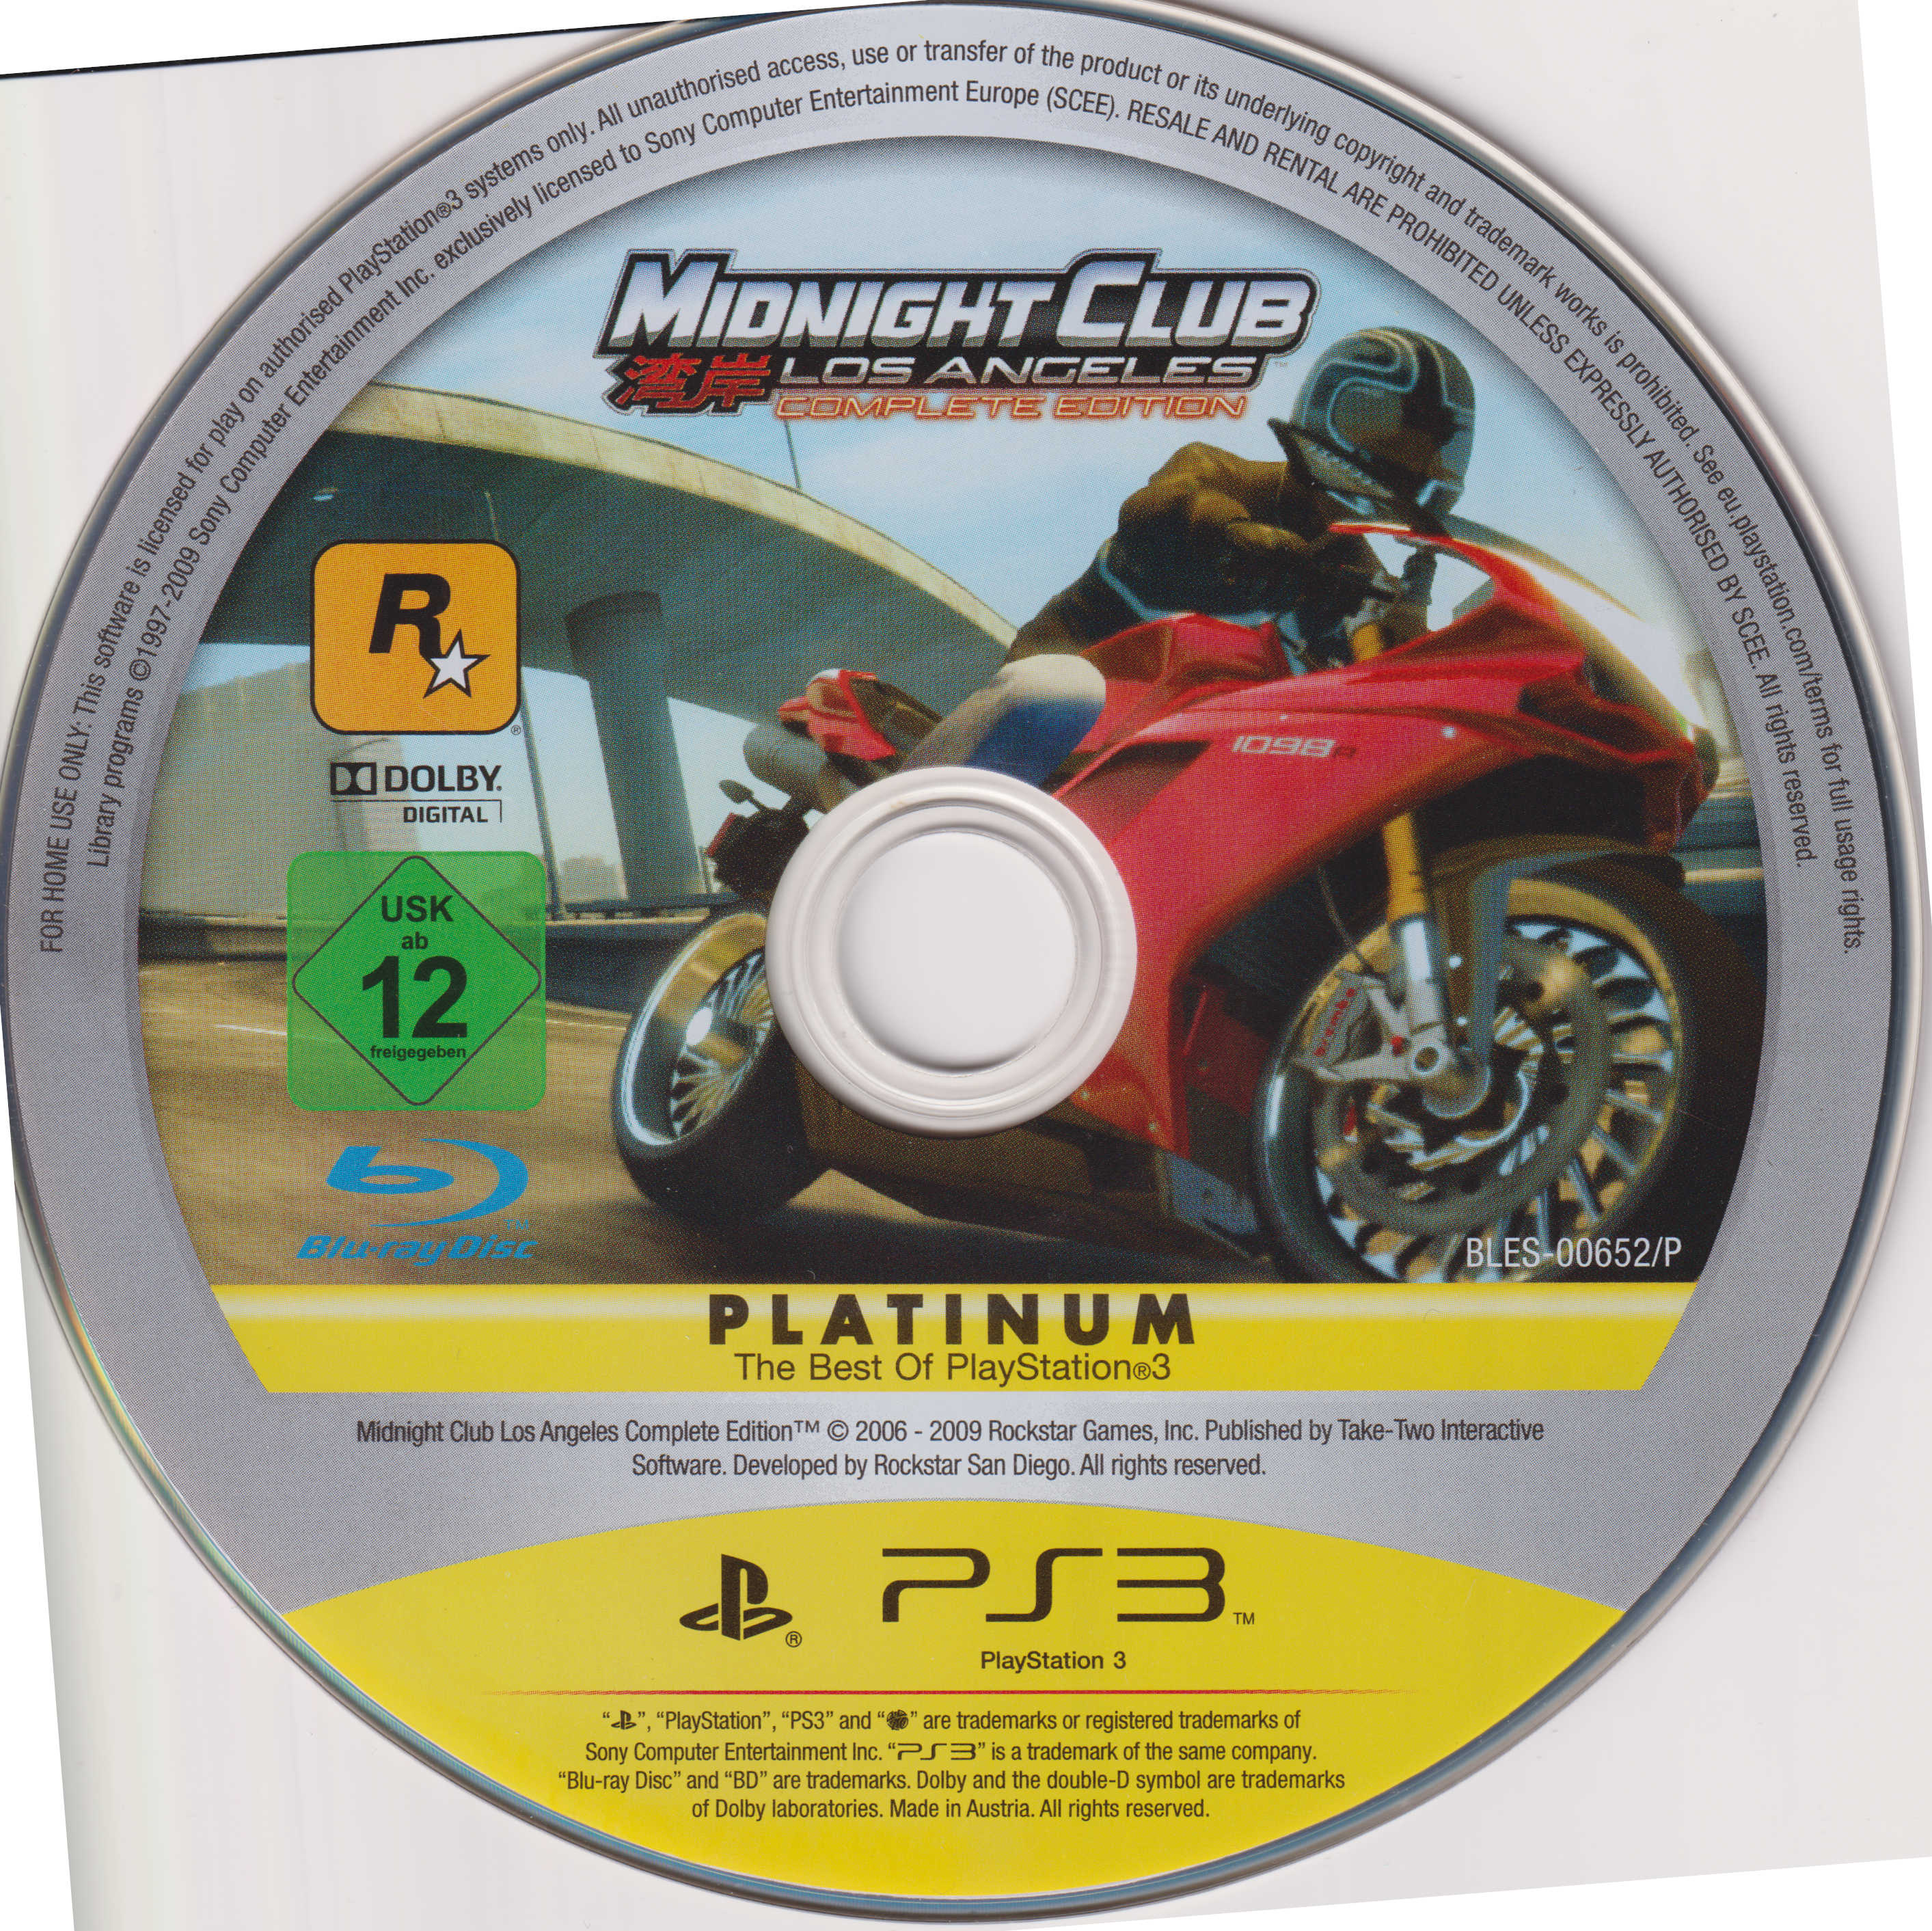 FOR HOME USE ONLY: This software is licensed for play on authorised PlayStation®3 systems only. All unauthorised access, use or transfer of the product or its underlying copyright and trademark works is prohibited. See eu.playstation.com/terms for full usage rights.
Library programs ©1997-2009 Sony Computer Entertainment Inc. exclusively licensed to Sony Computer Entertainment Europe (SCEE). RESALE AND RENTAL ARE PROHIBITED UNLESS EXPRESSLY AUTHORISED BY SCEE. All rights reserved.
MIDNIGHT CLUB
湾岸 LOS ANGELES™
COMPLETE EDITION
R®
1098R
DOLBY®
DIGITAL
USK
ab
12
freigegeben
brembo
TM
Blu-ray Disc
BLES-00652/P
PLATINUM
The Best Of PlayStation®3
Midnight Club Los Angeles Complete Edition™ © 2006 - 2009 Rockstar Games, Inc. Published by Take-Two Interactive
Software. Developed by Rockstar San Diego. All rights reserved.
® PS3™
PlayStation 3
“ ”, “PlayStation”, “PS3” and “ ” are trademarks or registered trademarks of
Sony Computer Entertainment Inc. “PS3” is a trademark of the same company.
“Blu-ray Disc” and “BD” are trademarks. Dolby and the double-D symbol are trademarks
of Dolby laboratories. Made in Austria. All rights reserved.